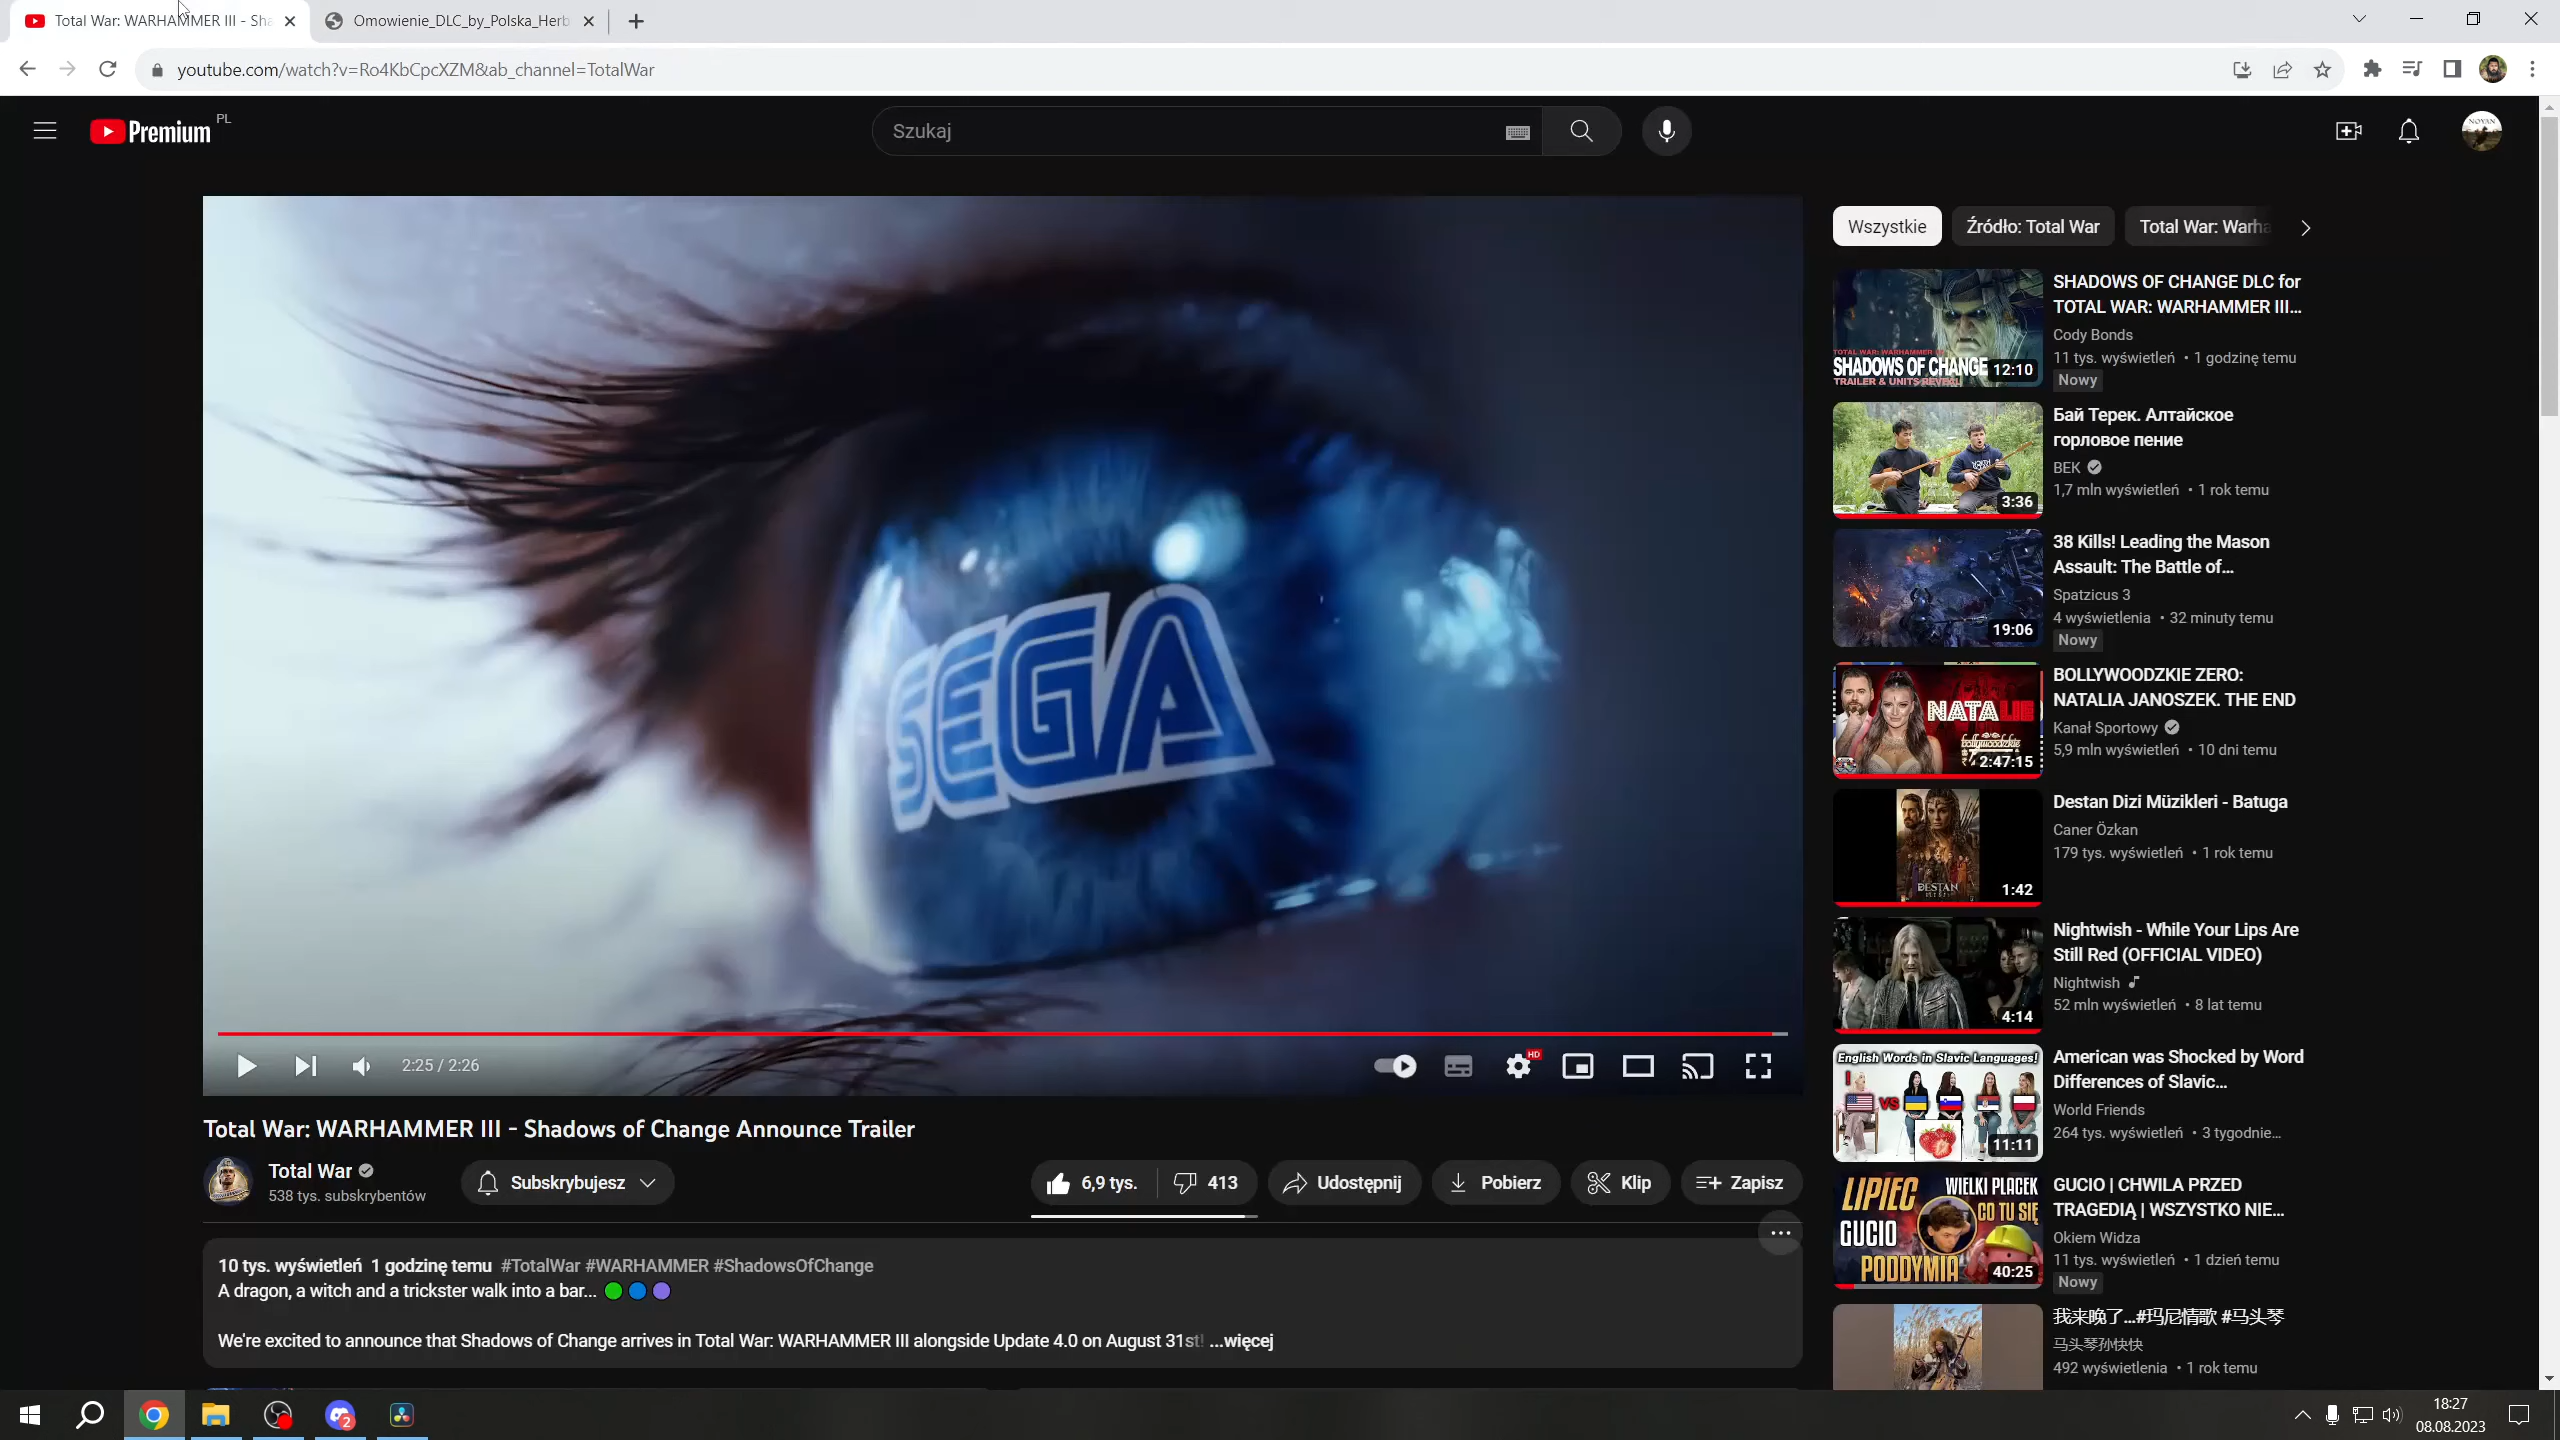 Total War: WARHAMMER III - Sha
Omowienie_DLC_by_Polska_Herb
youtube.com/watch?v=Ro4KbCpcXZM&ab_channel=TotalWar
Premium PL
Szukaj
NOYAN
SEGA
2:25 / 2:26
HD
Total War: WARHAMMER III - Shadows of Change Announce Trailer
Total War
538 tys. subskrybentów
Subskrybujesz
6,9 tys.
413
Udostępnij
Pobierz
Klip
Zapisz
10 tys. wyświetleń 1 godzinę temu #TotalWar #WARHAMMER #ShadowsOfChange
A dragon, a witch and a trickster walk into a bar...
We're excited to announce that Shadows of Change arrives in Total War: WARHAMMER III alongside Update 4.0 on August 31st! ...więcej
Wszystkie
Źródło: Total War
Total War: Warha
TOTAL WAR: WARHAMMER
SHADOWS OF CHANGE
TRAILER & UNITS REVEAL
12:10
SHADOWS OF CHANGE DLC for
TOTAL WAR: WARHAMMER III...
Cody Bonds
11 tys. wyświetleń • 1 godzinę temu
Nowy
3:36
Бай Терек. Алтайское
горловое пение
BEK
1,7 mln wyświetleń • 1 rok temu
19:06
38 Kills! Leading the Mason
Assault: The Battle of...
Spatzicus 3
4 wyświetlenia • 32 minuty temu
Nowy
NATALIE
bollywoodzkie
2:47:15
BOLLYWOODZKIE ZERO:
NATALIA JANOSZEK. THE END
Kanał Sportowy
5,9 mln wyświetleń • 10 dni temu
DESTAN
1:42
Destan Dizi Müzikleri - Batuga
Caner Özkan
179 tys. wyświetleń • 1 rok temu
4:14
Nightwish - While Your Lips Are
Still Red (OFFICIAL VIDEO)
Nightwish
52 mln wyświetleń • 8 lat temu
English Words in Slavic Languages!
VS
11:11
American was Shocked by Word
Differences of Slavic...
World Friends
264 tys. wyświetleń • 3 tygodnie...
LIPIEC
GUCIO
PODDYMIA
WIELKI PLACEK
CO TU SIĘ
40:25
GUCIO | CHWILA PRZED
TRAGEDIĄ | WSZYSTKO NIE...
Okiem Widza
11 tys. wyświetleń • 1 dzień temu
Nowy
我来晚了...#玛尼情歌 #马头琴
马头琴孙快快
492 wyświetlenia • 1 rok temu
2
18:27
08.08.2023